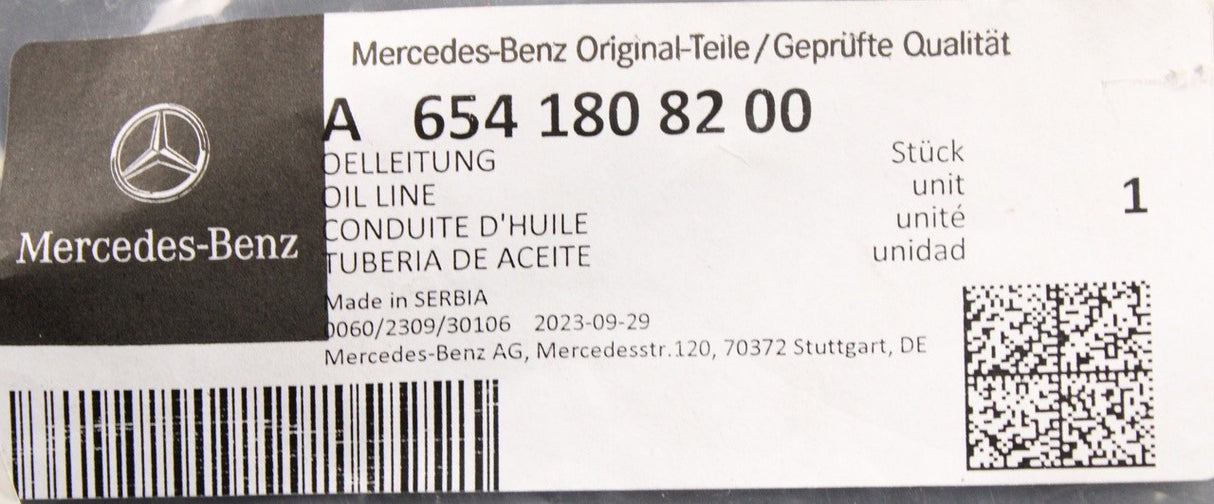 Mercedes-Benz Original-Teile/Geprüfte Qualität
A 654 180 82 00
OELLEITUNG
OIL LINE
CONDUITE D'HUILE
TUBERIA DE ACEITE
Stück
unit
unité
unidad
1
Mercedes-Benz
Made in SERBIA
0060/2309/30106 2023-09-29
Mercedes-Benz AG, Mercedesstr.120, 70372 Stuttgart, DE